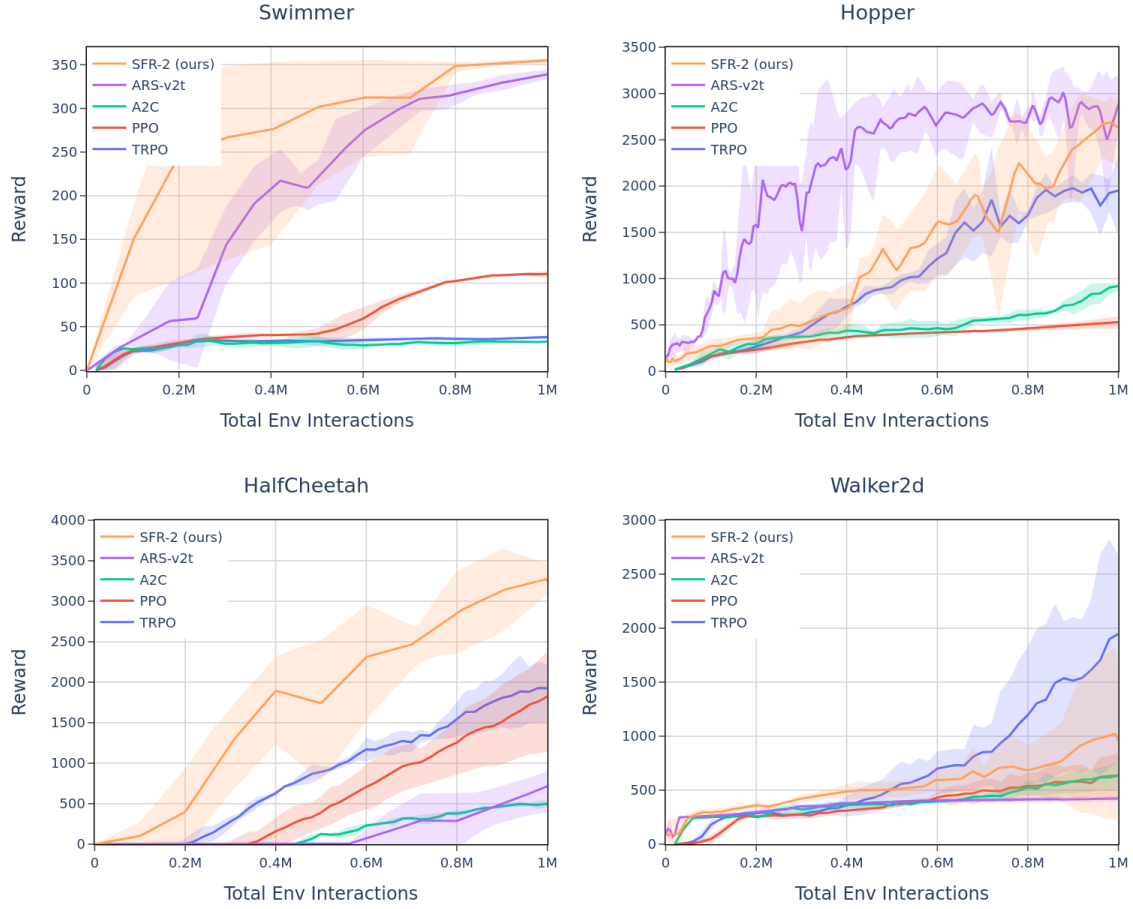 Swimmer
350
300
250
200
150
100
50
0
Reward
SFR-2 (ours)
ARS-v2t
A2C
PPO
TRPO
0
0.2M
0.4M
0.6M
0.8M
1M
Total Env Interactions
Hopper
3500
3000
2500
2000
1500
1000
500
0
Reward
SFR-2 (ours)
ARS-v2t
A2C
PPO
TRPO
0
0.2M
0.4M
0.6M
0.8M
1M
Total Env Interactions
HalfCheetah
4000
3500
3000
2500
2000
1500
1000
500
0
Reward
SFR-2 (ours)
ARS-v2t
A2C
PPO
TRPO
0
0.2M
0.4M
0.6M
0.8M
1M
Total Env Interactions
Walker2d
3000
2500
2000
1500
1000
500
0
Reward
SFR-2 (ours)
ARS-v2t
A2C
PPO
TRPO
0
0.2M
0.4M
0.6M
0.8M
1M
Total Env Interactions